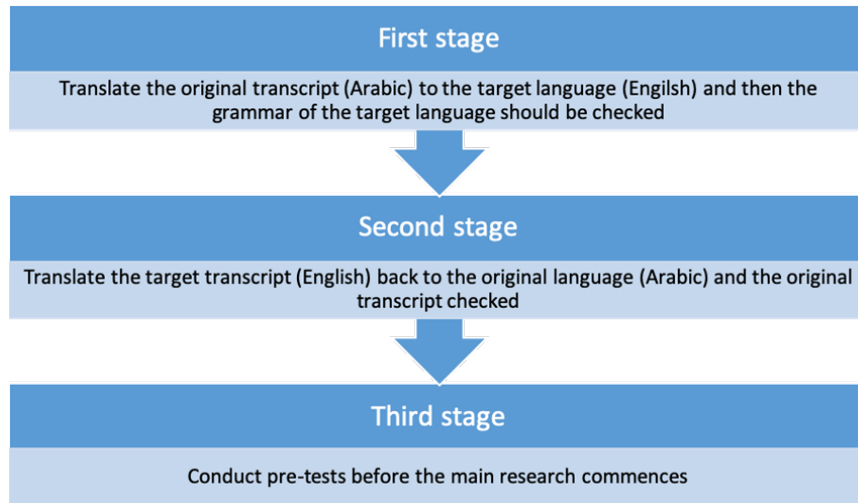 First stage
Translate the original transcript (Arabic) to the target language (Engilsh) and then the
grammar of the target language should be checked
Second stage
Translate the target transcript (English) back to the original language (Arabic) and the original
transcript checked
Third stage
Conduct pre-tests before the main research commences